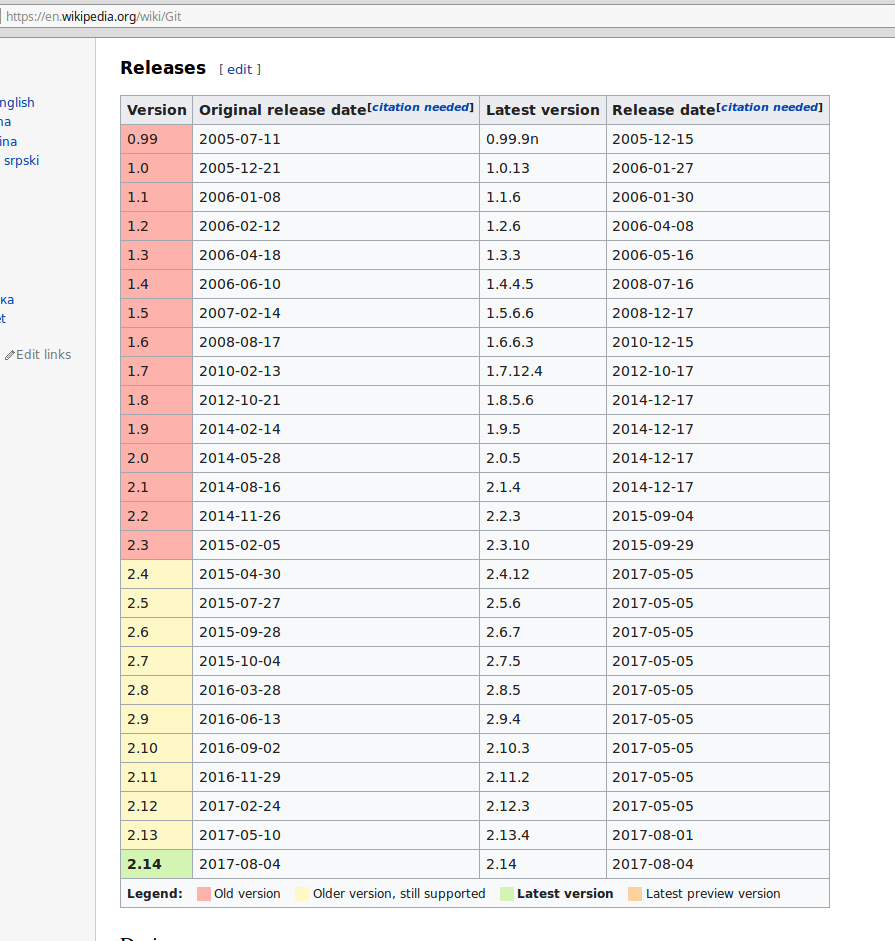 https://en.wikipedia.org/wiki/Git
Releases [ edit ]
nglish
na
ina
srpski
ка
et
Edit links
Version Original release date[citation needed] Latest version Release date[citation needed]
0.99 2005-07-11 0.99.9n 2005-12-15
1.0 2005-12-21 1.0.13 2006-01-27
1.1 2006-01-08 1.1.6 2006-01-30
1.2 2006-02-12 1.2.6 2006-04-08
1.3 2006-04-18 1.3.3 2006-05-16
1.4 2006-06-10 1.4.4.5 2008-07-16
1.5 2007-02-14 1.5.6.6 2008-12-17
1.6 2008-08-17 1.6.6.3 2010-12-15
1.7 2010-02-13 1.7.12.4 2012-10-17
1.8 2012-10-21 1.8.5.6 2014-12-17
1.9 2014-02-14 1.9.5 2014-12-17
2.0 2014-05-28 2.0.5 2014-12-17
2.1 2014-08-16 2.1.4 2014-12-17
2.2 2014-11-26 2.2.3 2015-09-04
2.3 2015-02-05 2.3.10 2015-09-29
2.4 2015-04-30 2.4.12 2017-05-05
2.5 2015-07-27 2.5.6 2017-05-05
2.6 2015-09-28 2.6.7 2017-05-05
2.7 2015-10-04 2.7.5 2017-05-05
2.8 2016-03-28 2.8.5 2017-05-05
2.9 2016-06-13 2.9.4 2017-05-05
2.10 2016-09-02 2.10.3 2017-05-05
2.11 2016-11-29 2.11.2 2017-05-05
2.12 2017-02-24 2.12.3 2017-05-05
2.13 2017-05-10 2.13.4 2017-08-01
2.14 2017-08-04 2.14 2017-08-04
Legend: Old version Older version, still supported Latest version Latest preview version